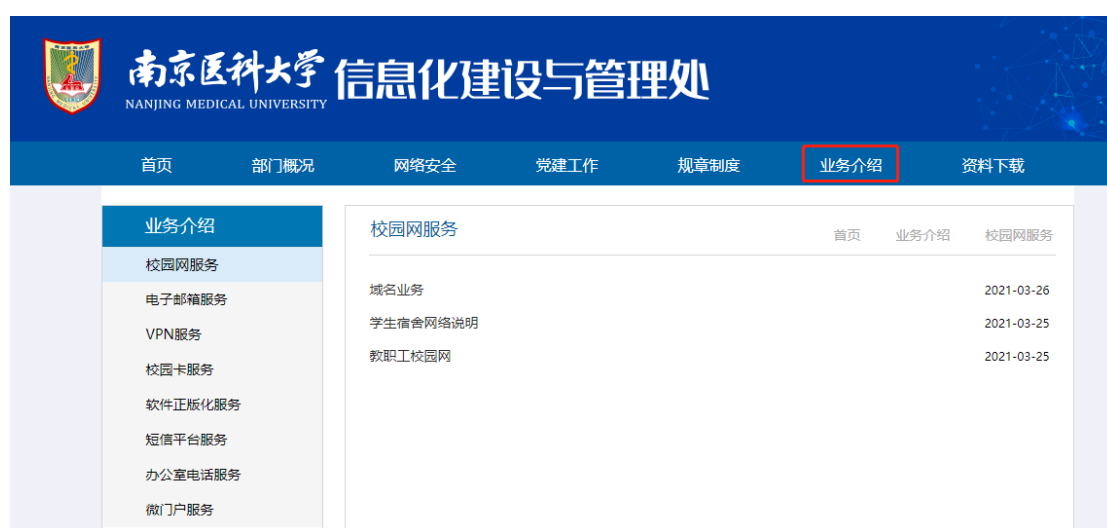 南京医科大学
NANJING MEDICAL UNIVERSITY
信息化建设与管理处
首页 部门概况 网络安全 党建工作 规章制度 业务介绍 资料下载
业务介绍
校园网服务
电子邮箱服务
VPN服务
校园卡服务
软件正版化服务
短信平台服务
办公室电话服务
微门户服务
校园网服务
首页 业务介绍 校园网服务
域名业务 2021-03-26
学生宿舍网络说明 2021-03-25
教职工校园网 2021-03-25